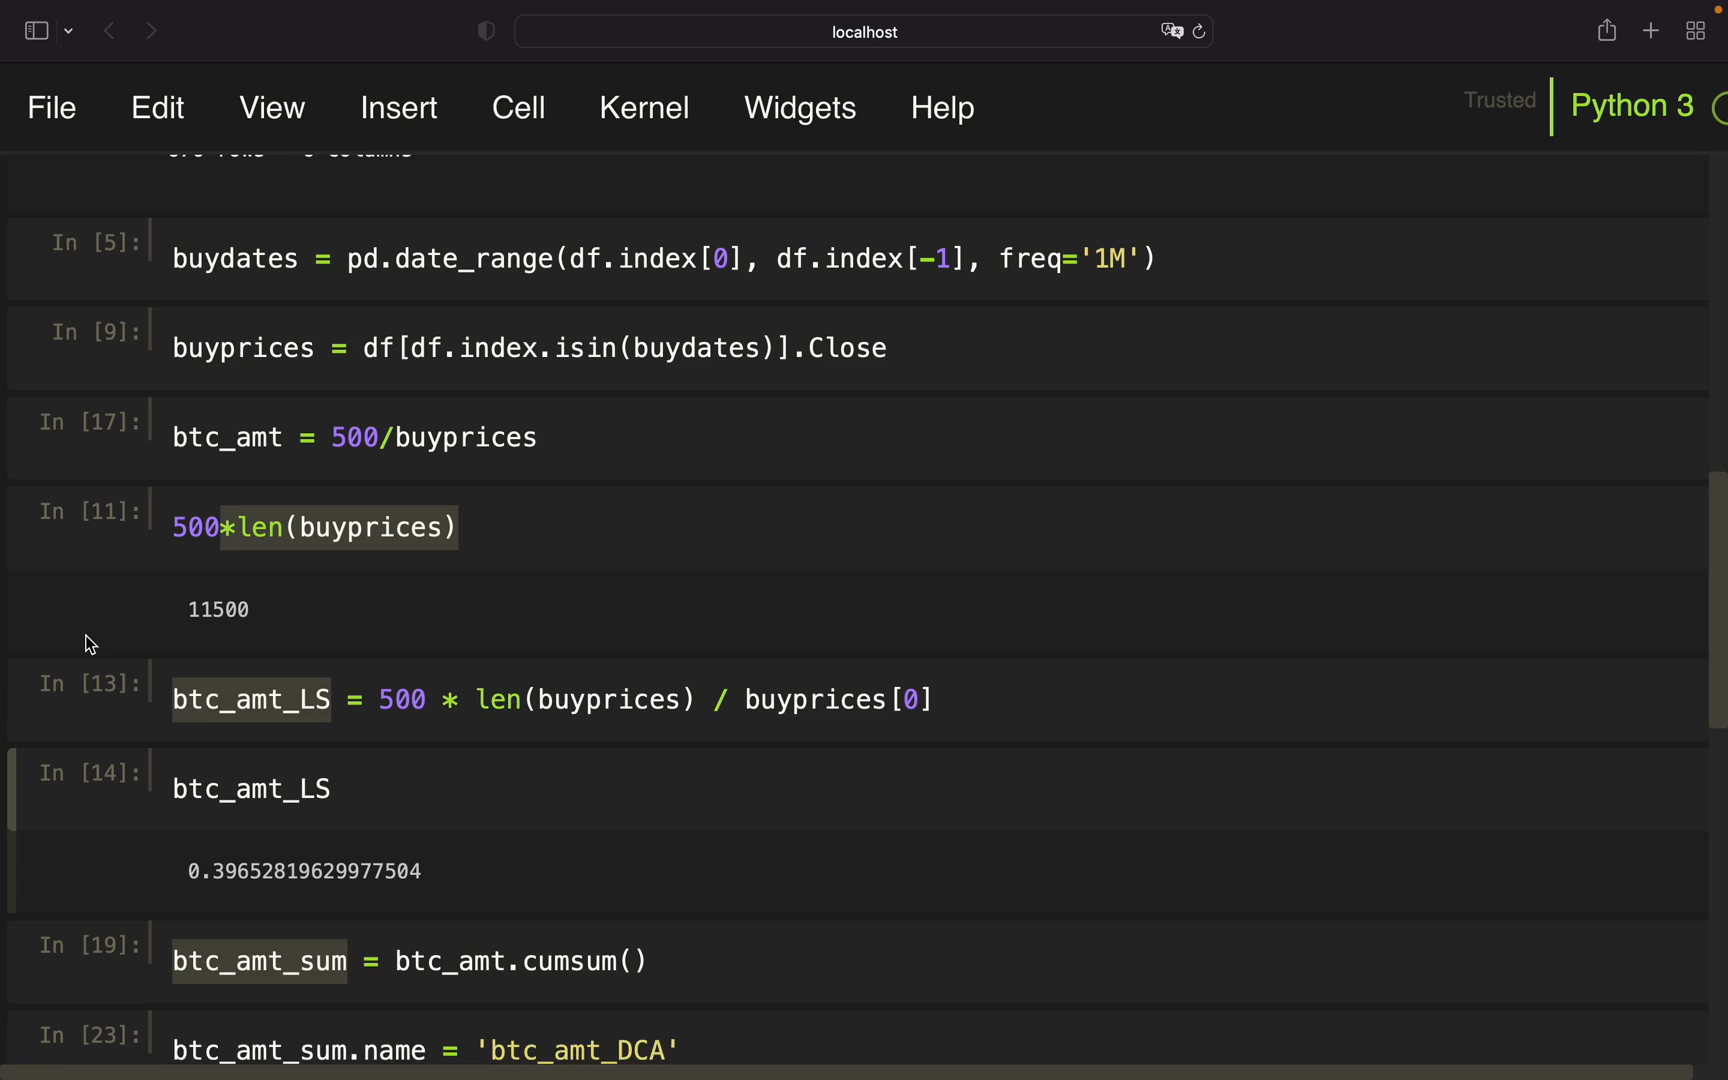 localhost
File Edit View Insert Cell Kernel Widgets Help Trusted Python 3
In [5]: buydates = pd.date_range(df.index[0], df.index[-1], freq='1M')
In [9]: buyprices = df[df.index.isin(buydates)].Close
In [17]: btc_amt = 500/buyprices
In [11]: 500*len(buyprices)
11500
In [13]: btc_amt_LS = 500 * len(buyprices) / buyprices[0]
In [14]: btc_amt_LS
0.39652819629977504
In [19]: btc_amt_sum = btc_amt.cumsum()
In [23]: btc_amt_sum.name = 'btc_amt_DCA'